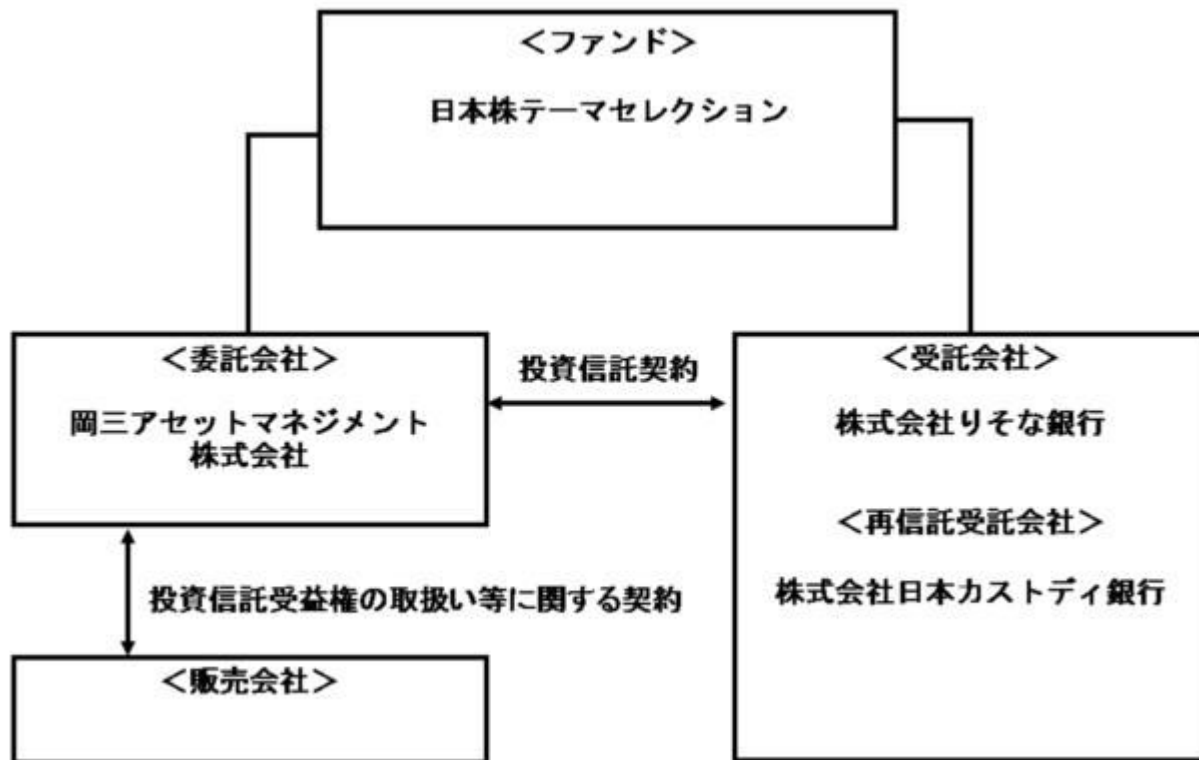 ＜ファンド＞
日本株テーマセレクション
＜委託会社＞
岡三アセットマネジメント
株式会社
投資信託契約
＜受託会社＞
株式会社りそな銀行
＜再信託受託会社＞
株式会社日本カストディ銀行
投資信託受益権の取扱い等に関する契約
＜販売会社＞